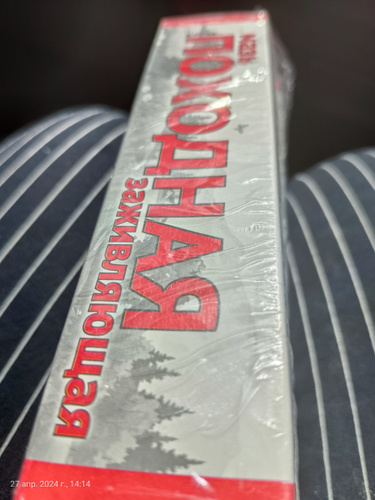 мазь
ПОХОДНАЯ
заживляющая
27 апр. 2024 г., 14:14